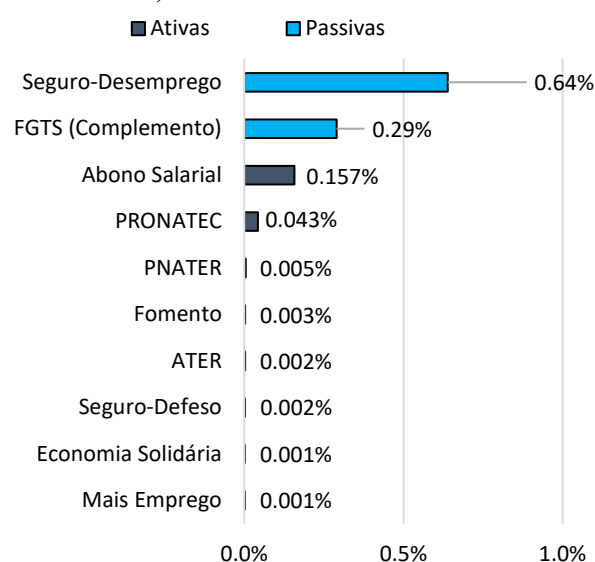 Ativas Passivas
Seguro-Desemprego 0.64%
FGTS (Complemento) 0.29%
Abono Salarial 0.157%
PRONATEC 0.043%
PNATER 0.005%
Fomento 0.003%
ATER 0.002%
Seguro-Defeso 0.002%
Economia Solidária 0.001%
Mais Emprego 0.001%
0.0% 0.5% 1.0%